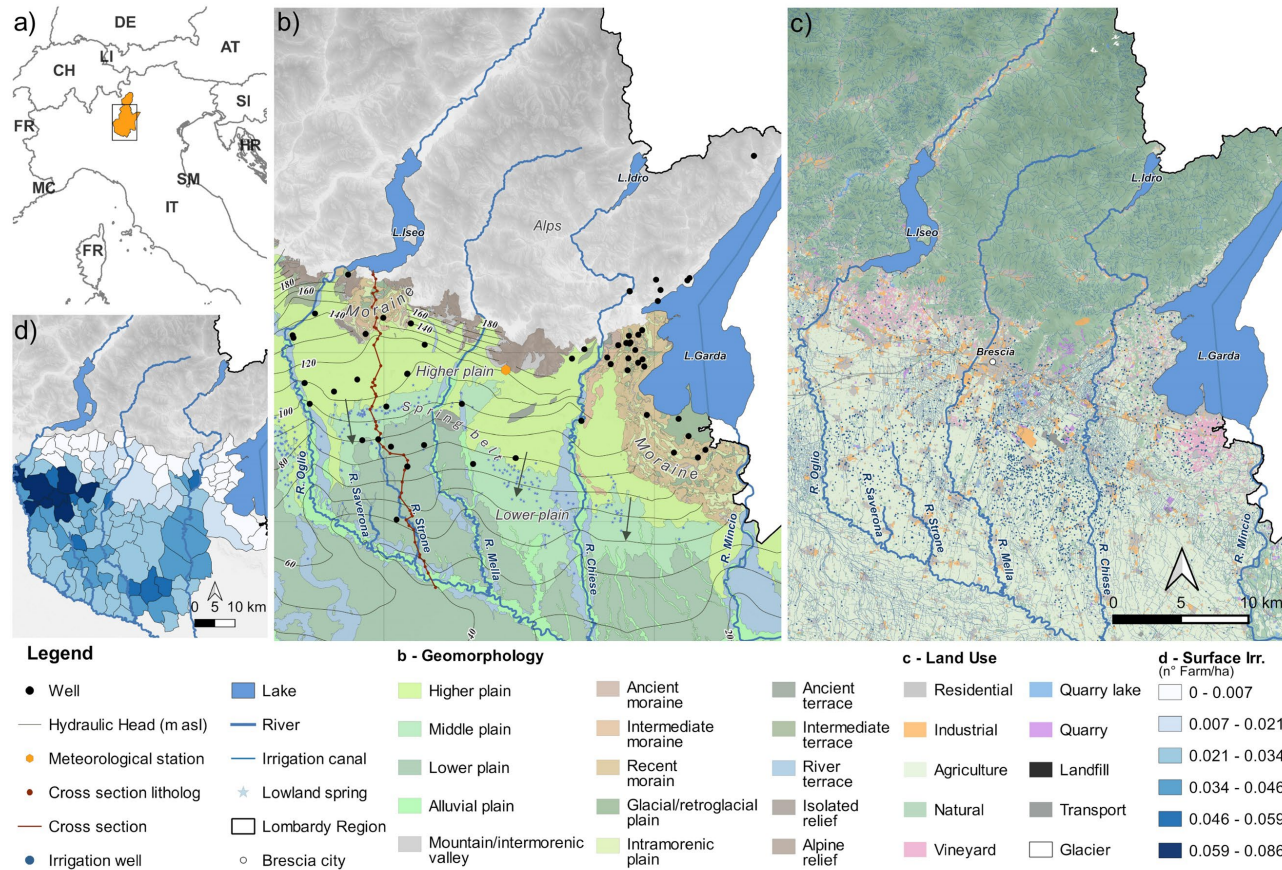 a)
DE
AT
LI
CH
SI
FR
HR
MC
SM
IT
FR
b)
L.Idro
L.Iseo
Alps
180
160
140
Moraine
160
140
180
L.Garda
120
Higher plain
100
Spring belt
80
Moraine
R. Oglio
R. Saverona
R. Strone
Lower plain
R. Mella
R. Chiese
R. Mincio
60
40
20
c)
L.Idro
L.Iseo
Brescia
L.Garda
R. Oglio
R. Saverona
R. Strone
R. Mella
R. Chiese
R. Mincio
0 5 10 km
d)
0 5 10 km
Legend
Well
Hydraulic Head (m asl)
Meteorological station
Cross section litholog
Cross section
Irrigation well
Lake
River
Irrigation canal
Lowland spring
Lombardy Region
Brescia city
b - Geomorphology
Higher plain
Middle plain
Lower plain
Alluvial plain
Mountain/intermorenic
valley
Ancient
moraine
Intermediate
moraine
Recent
morain
Glacial/retroglacial
plain
Intramorenic
plain
Ancient
terrace
Intermediate
terrace
River
terrace
Isolated
relief
Alpine
relief
c - Land Use
Residential
Industrial
Agriculture
Natural
Vineyard
Quarry lake
Quarry
Landfill
Transport
Glacier
d - Surface Irr.
(n° Farm/ha)
0 - 0.007
0.007 - 0.021
0.021 - 0.034
0.034 - 0.046
0.046 - 0.059
0.059 - 0.086